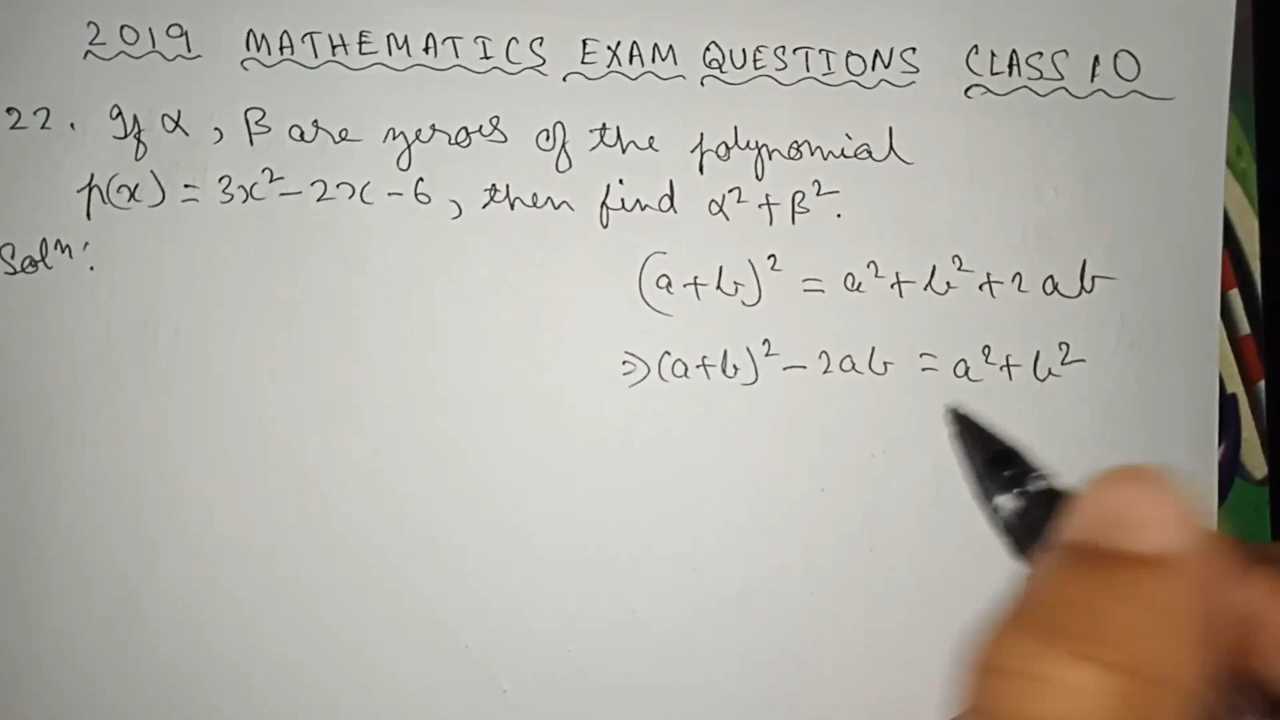 2019 MATHEMATICS EXAM QUESTIONS CLASS 10
22. If α, β are zeroes of the polynomial
p(x) = 3x² - 2x - 6, then find α² + β².
Solⁿ:
(a+b)² = a² + b² + 2ab
⇒ (a+b)² - 2ab = a² + b²